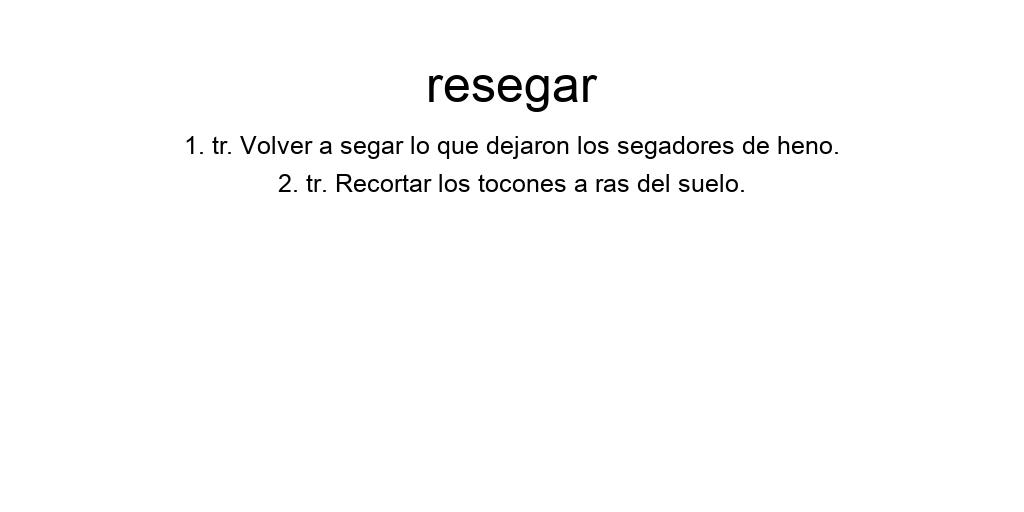 resegar
1. tr. Volver a segar lo que dejaron los segadores de heno.
2. tr. Recortar los tocones a ras del suelo.